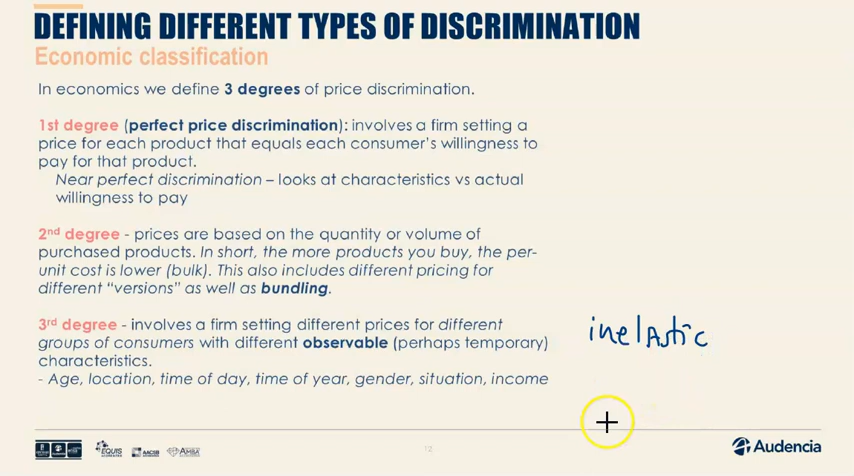 DEFINING DIFFERENT TYPES OF DISCRIMINATION
Economic classification
In economics we define 3 degrees of price discrimination.
1st degree (perfect price discrimination): involves a firm setting a
price for each product that equals each consumer's willingness to
pay for that product.
Near perfect discrimination – looks at characteristics vs actual
willingness to pay
2nd degree - prices are based on the quantity or volume of
purchased products. In short, the more products you buy, the per-
unit cost is lower (bulk). This also includes different pricing for
different "versions" as well as bundling.
3rd degree - involves a firm setting different prices for different
groups of consumers with different observable (perhaps temporary)
characteristics.
- Age, location, time of day, time of year, gender, situation, income
inelAstic
EQUIS
AACSB
AMBA
12
Audencia